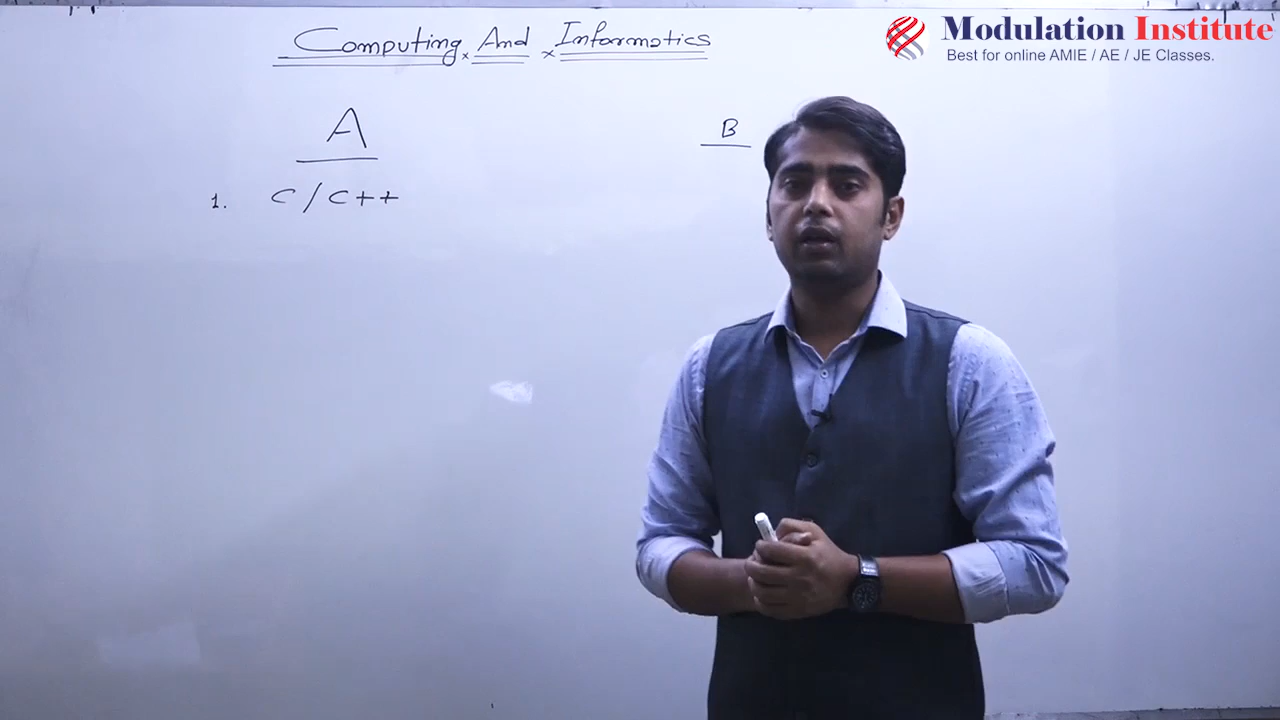 Modulation Institute
Best for online AMIE / AE / JE Classes.
Computing And Informatics
A
B
1. C / C++